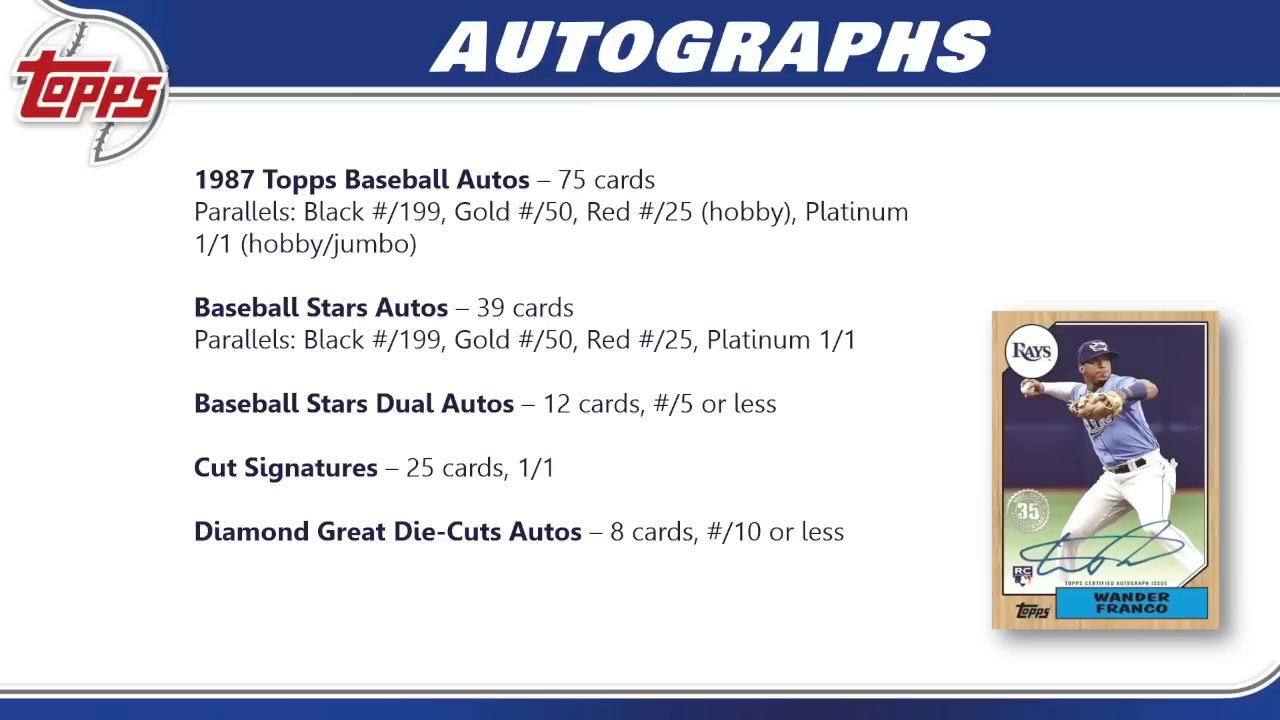 topps
AUTOGRAPHS
1987 Topps Baseball Autos – 75 cards
Parallels: Black #/199, Gold #/50, Red #/25 (hobby), Platinum
1/1 (hobby/jumbo)
Baseball Stars Autos – 39 cards
Parallels: Black #/199, Gold #/50, Red #/25, Platinum 1/1
Baseball Stars Dual Autos – 12 cards, #/5 or less
Cut Signatures – 25 cards, 1/1
Diamond Great Die-Cuts Autos – 8 cards, #/10 or less
RAYS
35
RC
TOPPS CERTIFIED AUTOGRAPH ISSUE
topps
WANDER
FRANCO